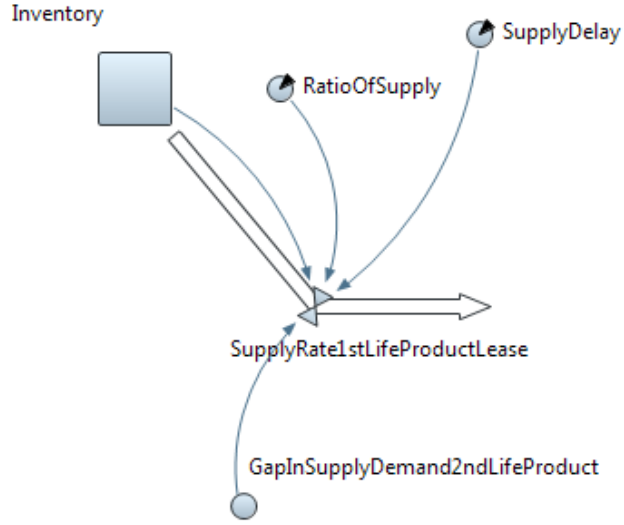 Inventory
SupplyDelay
RatioOfSupply
SupplyRate1stLifeProductLease
GapInSupplyDemand2ndLifeProduct